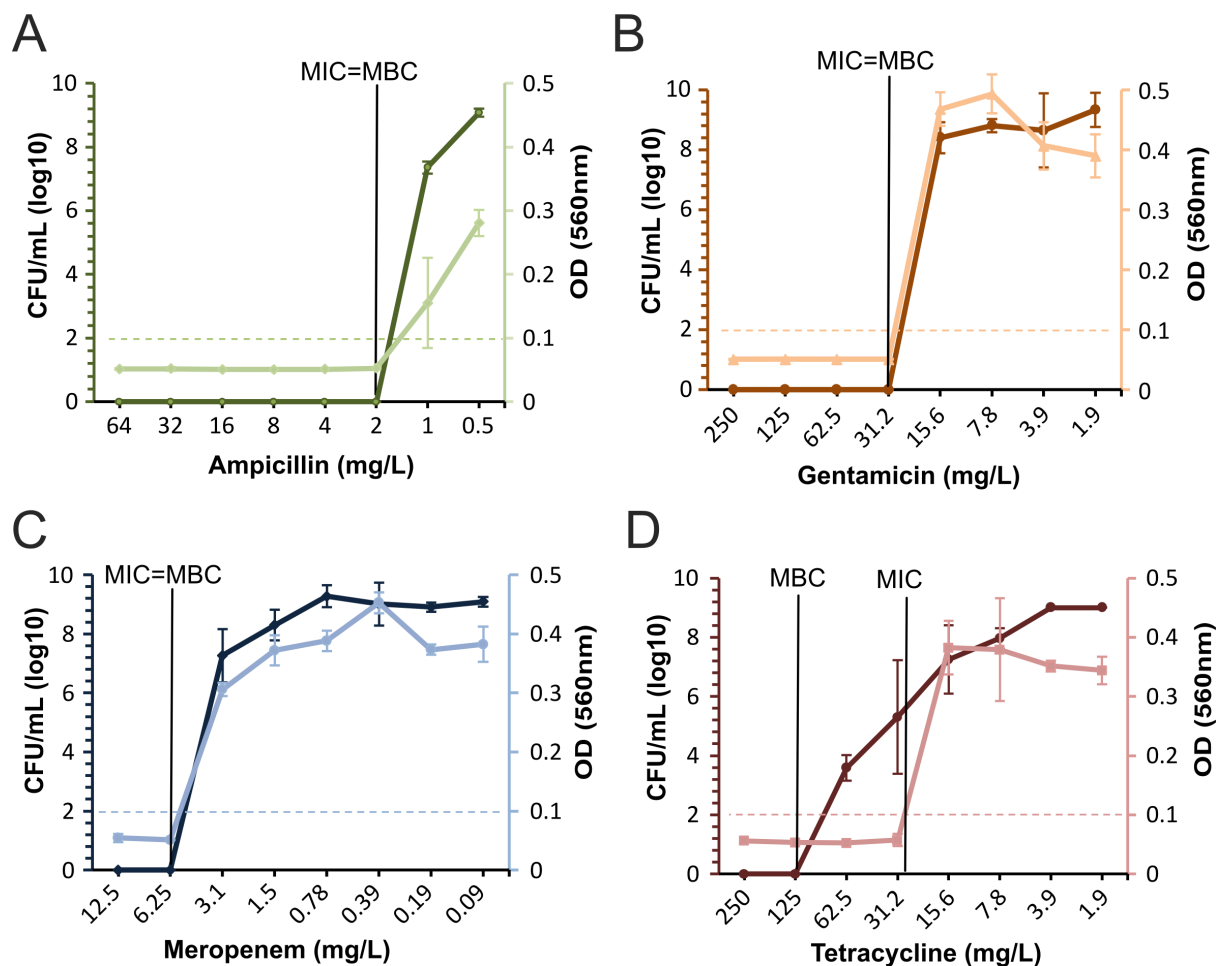 A
MIC=MBC
CFU/mL (log10)
10
8
6
4
2
0
0.5
0.4
0.3
0.2
0.1
0
OD (560nm)
64 32 16 8 4 2 1 0.5
Ampicillin (mg/L)
B
MIC=MBC
CFU/mL (log10)
10
8
6
4
2
0
0.5
0.4
0.3
0.2
0.1
0
OD (560nm)
250 125 62.5 31.2 15.6 7.8 3.9 1.9
Gentamicin (mg/L)
C
MIC=MBC
CFU/mL (log10)
10
8
6
4
2
0
0.5
0.4
0.3
0.2
0.1
0
OD (560nm)
12.5 6.25 3.1 1.5 0.78 0.39 0.19 0.09
Meropenem (mg/L)
D
MBC MIC
CFU/mL (log10)
10
8
6
4
2
0
0.5
0.4
0.3
0.2
0.1
0
OD (560nm
250 125 62.5 31.2 15.6 7.8 3.9 1.9
Tetracycline (mg/L)